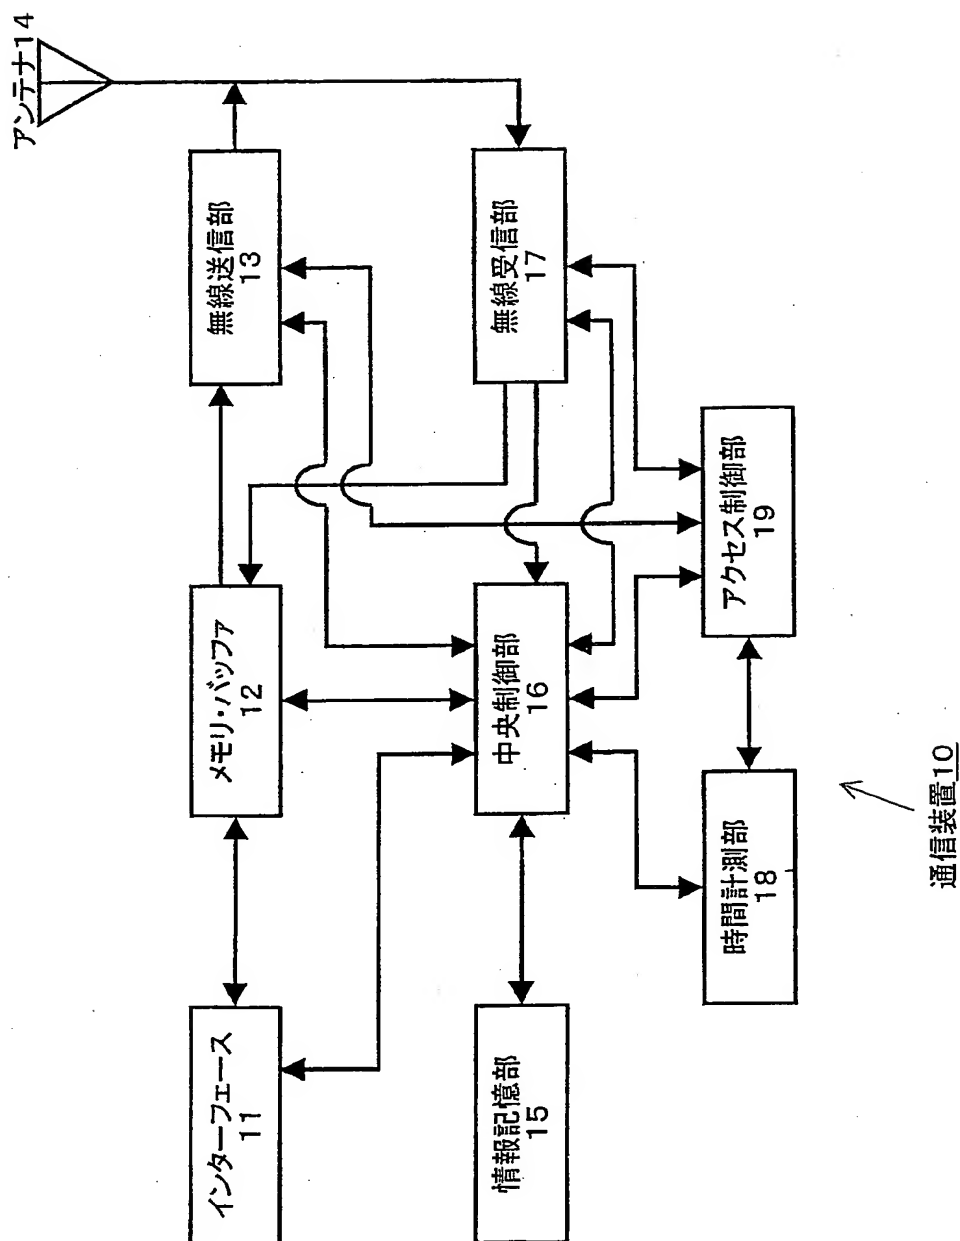 インターフェース
11
メモリ・バッファ
12
無線送信部
13
アンテナ14
情報記憶部
15
中央制御部
16
無線受信部
17
時間計測部
18
アクセス制御部
19
通信装置10